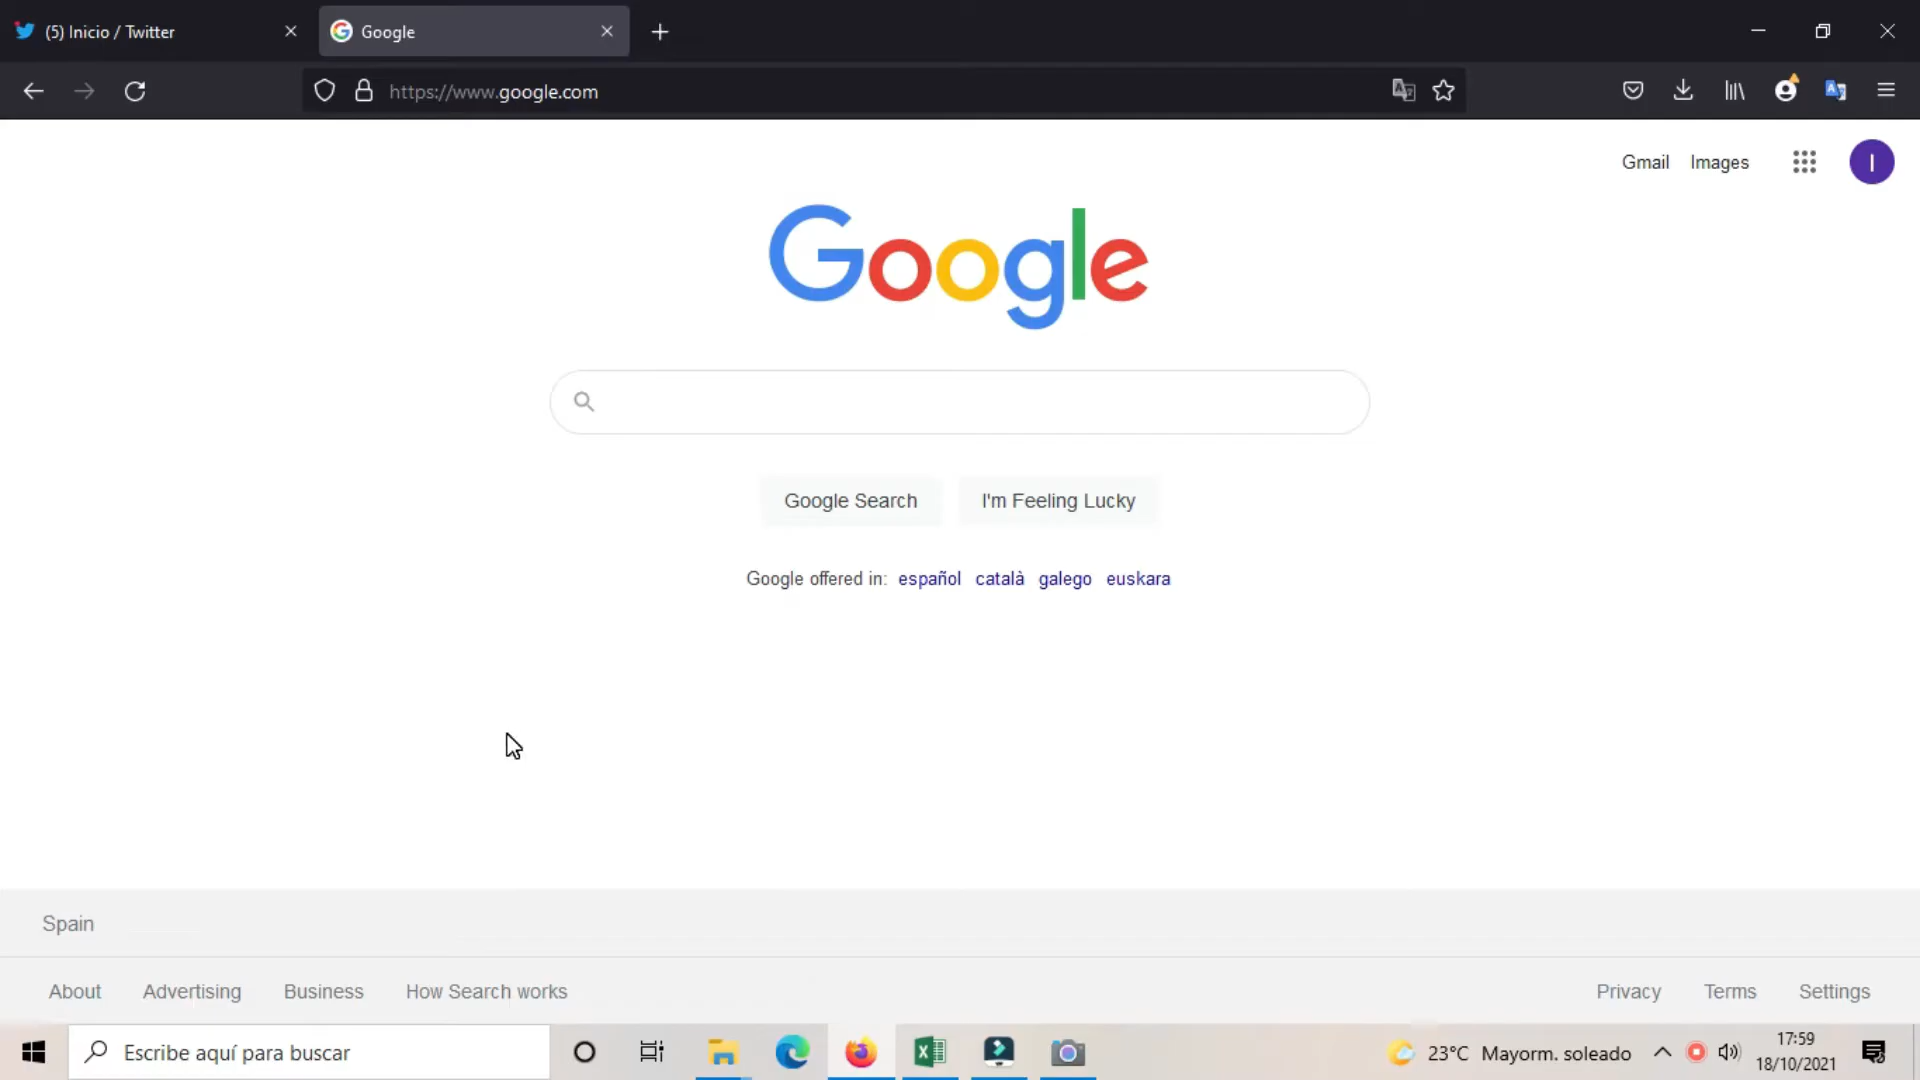 (5) Inicio / Twitter
Google
https://www.google.com
Gmail Images
I
Google
Google Search I'm Feeling Lucky
Google offered in: español català galego euskara
Spain
About Advertising Business How Search works
Privacy Terms Settings
Escribe aquí para buscar
23°C Mayorm. soleado
17:59
18/10/2021